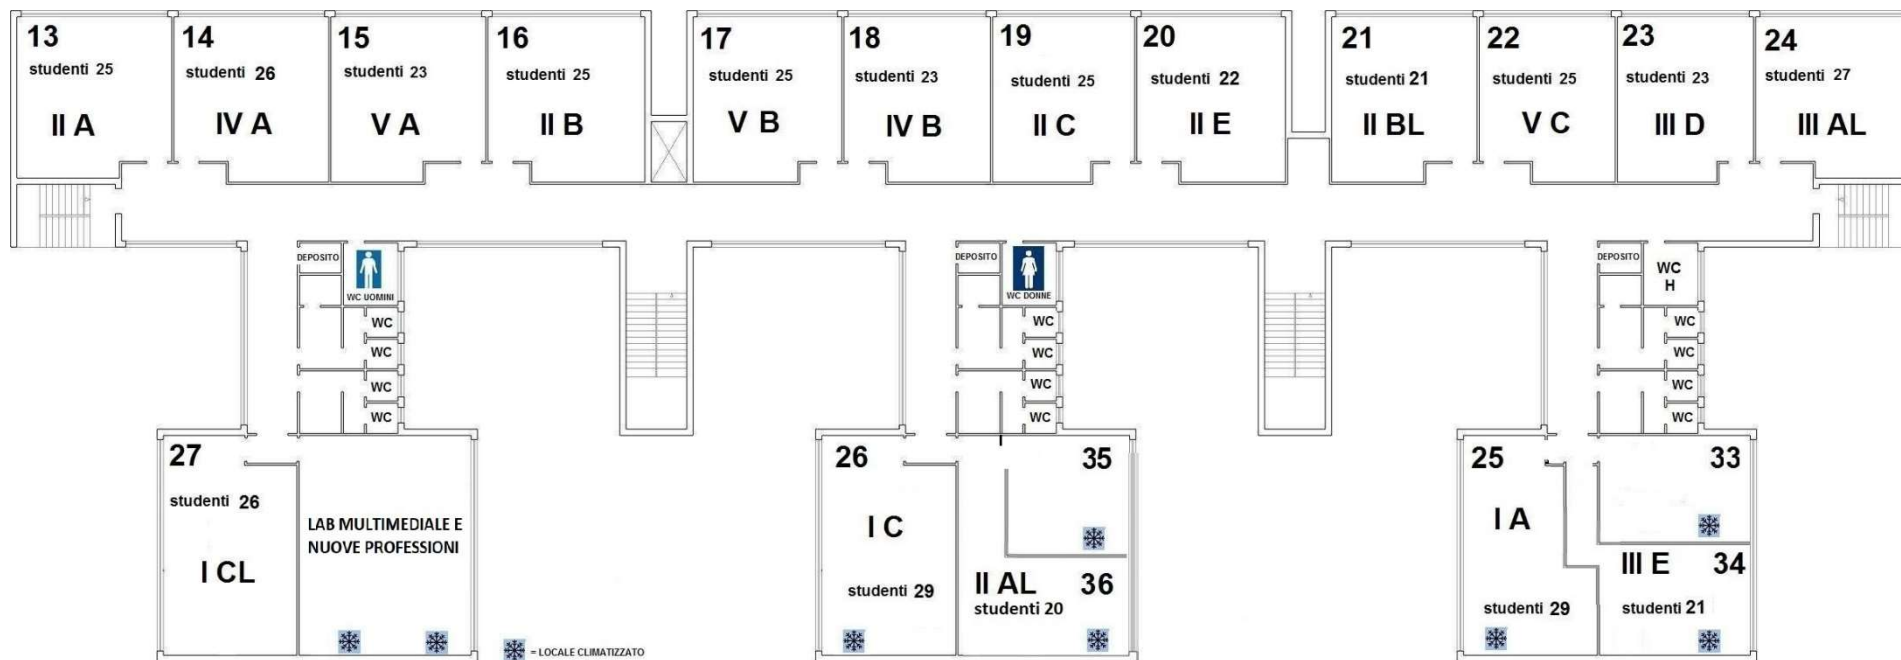 13
studenti 25
II A
14
studenti 26
IV A
15
studenti 23
V A
16
studenti 25
II B
17
studenti 25
V B
18
studenti 23
IV B
19
studenti 25
II C
20
studenti 22
II E
21
studenti 21
II BL
22
studenti 25
V C
23
studenti 23
III D
24
studenti 27
III AL
DEPOSITO
WC UOMINI
WC
WC
WC
WC
DEPOSITO
WC DONNE
WC
WC
WC
WC
DEPOSITO
WC
H
WC
WC
WC
WC
27
studenti 26
I CL
LAB MULTIMEDIALE E
NUOVE PROFESSIONI
= LOCALE CLIMATIZZATO
26
I C
studenti 29
35
II AL
36
studenti 20
25
I A
studenti 29
33
III E
34
studenti 21